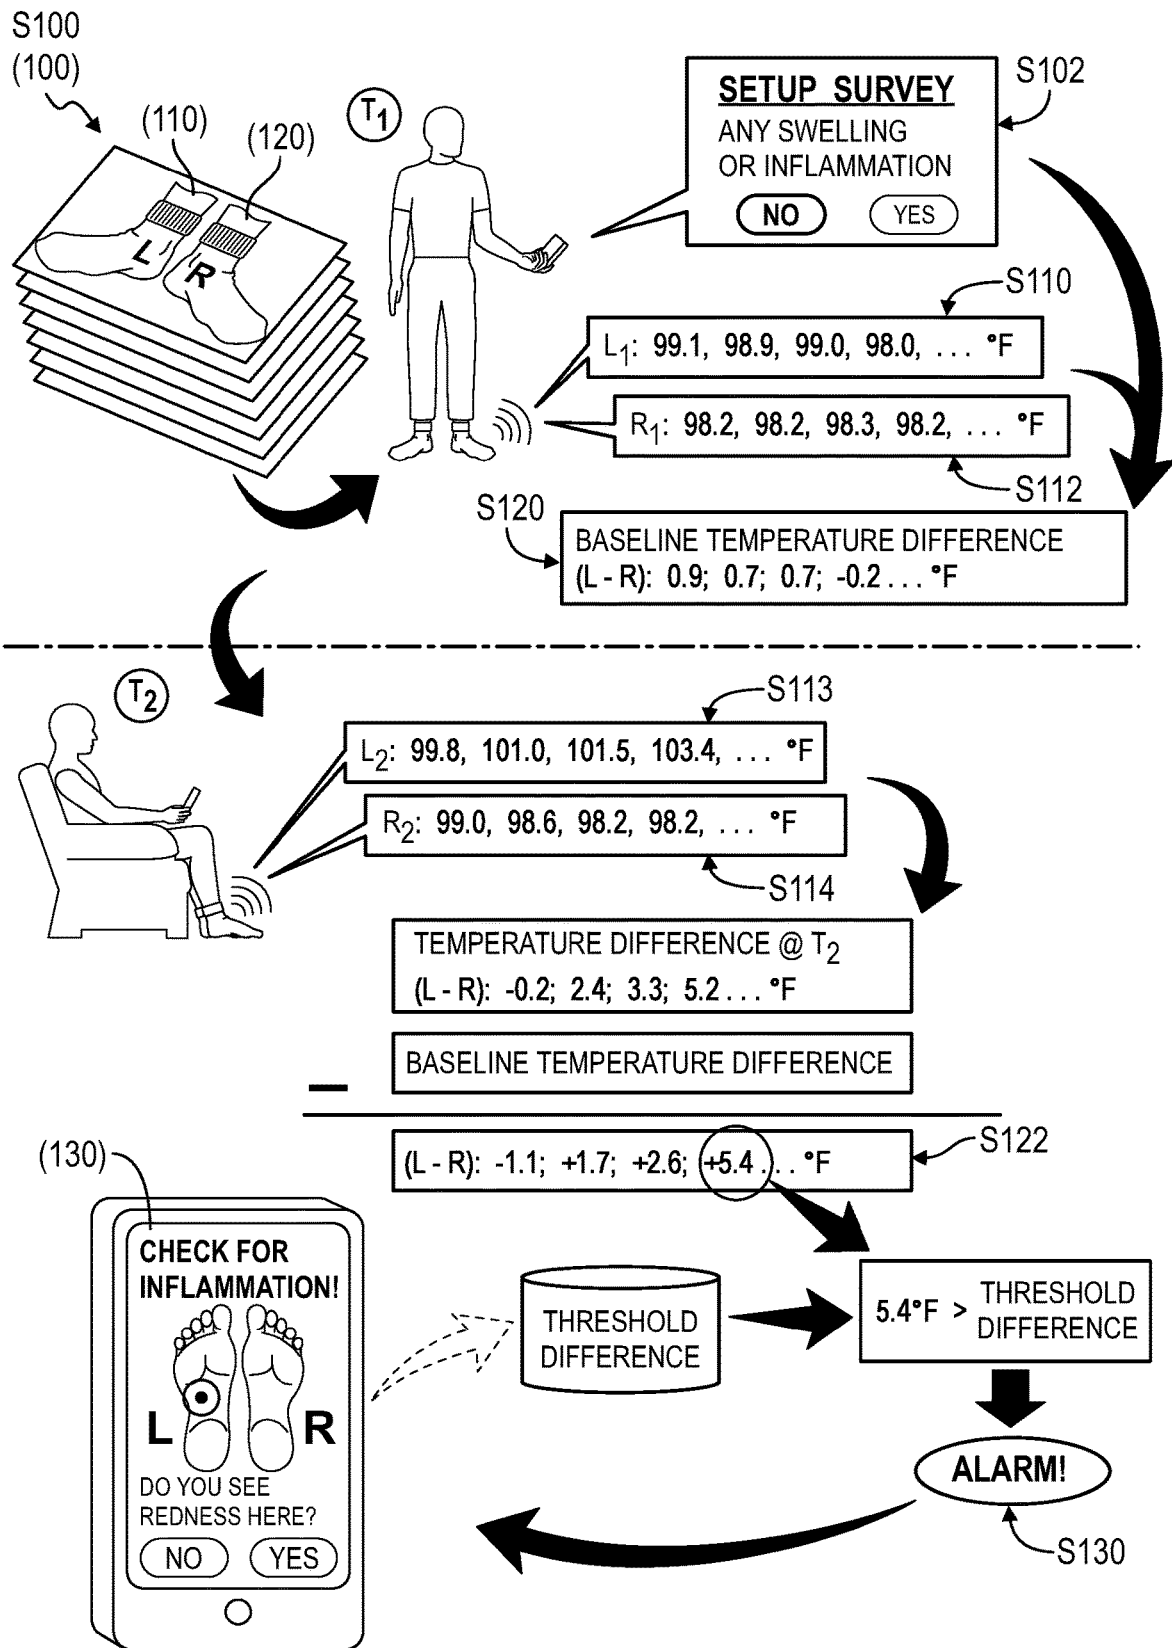 S100
(100)
(110)
(120)
L
R
T1
SETUP SURVEY
ANY SWELLING
OR INFLAMMATION
NO
YES
S102
S110
L1: 99.1, 98.9, 99.0, 98.0, ... °F
R1: 98.2, 98.2, 98.3, 98.2, ... °F
S112
S120
BASELINE TEMPERATURE DIFFERENCE
(L - R): 0.9; 0.7; 0.7; -0.2 ... °F
T2
S113
L2: 99.8, 101.0, 101.5, 103.4, ... °F
R2: 99.0, 98.6, 98.2, 98.2, ... °F
S114
TEMPERATURE DIFFERENCE @ T2
(L - R): -0.2; 2.4; 3.3; 5.2 ... °F
BASELINE TEMPERATURE DIFFERENCE
—
(L - R): -1.1; +1.7; +2.6; +5.4 ... °F
S122
(130)
CHECK FOR
INFLAMMATION!
L
R
DO YOU SEE
REDNESS HERE?
NO
YES
THRESHOLD
DIFFERENCE
5.4°F > THRESHOLD
DIFFERENCE
ALARM!
S130